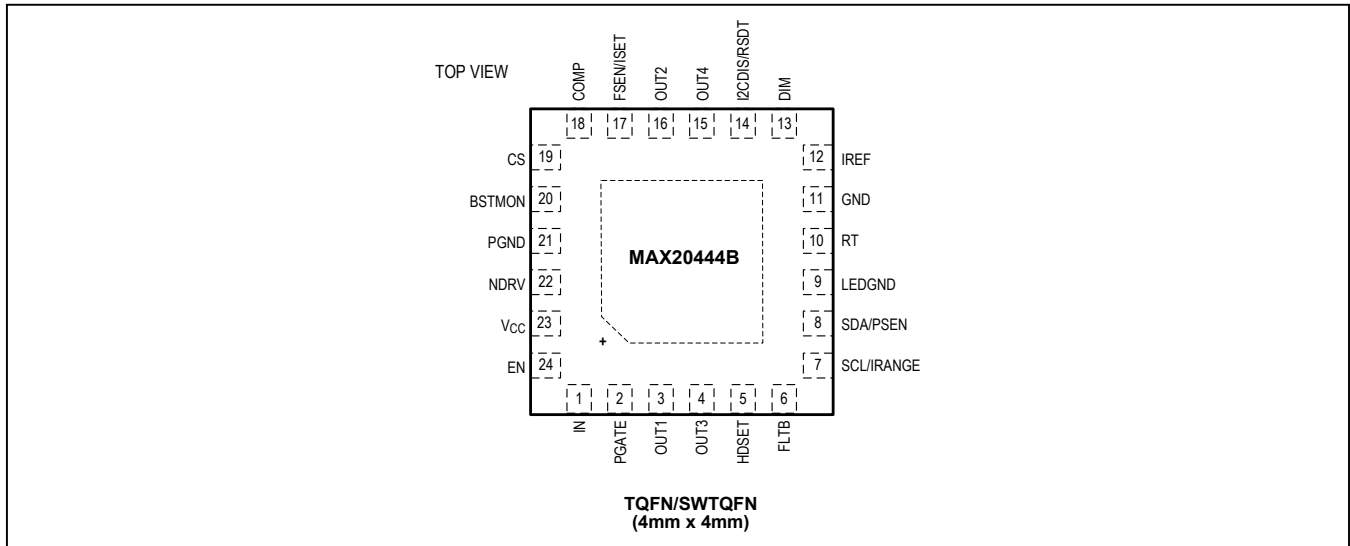 TOP VIEW
COMP
FSEN/ISET
OUT2
OUT4
I2CDIS/RSDT
DIM
18
17
16
15
14
13
CS 19
12 IREF
BSTMON 20
11 GND
PGND 21
10 RT
MAX20444B
NDRV 22
9 LEDGND
VCC 23
8 SDA/PSEN
+
EN 24
7 SCL/IRANGE
1
2
3
4
5
6
IN
PGATE
OUT1
OUT3
HDSET
FLTB
TQFN/SWTQFN
(4mm x 4mm)